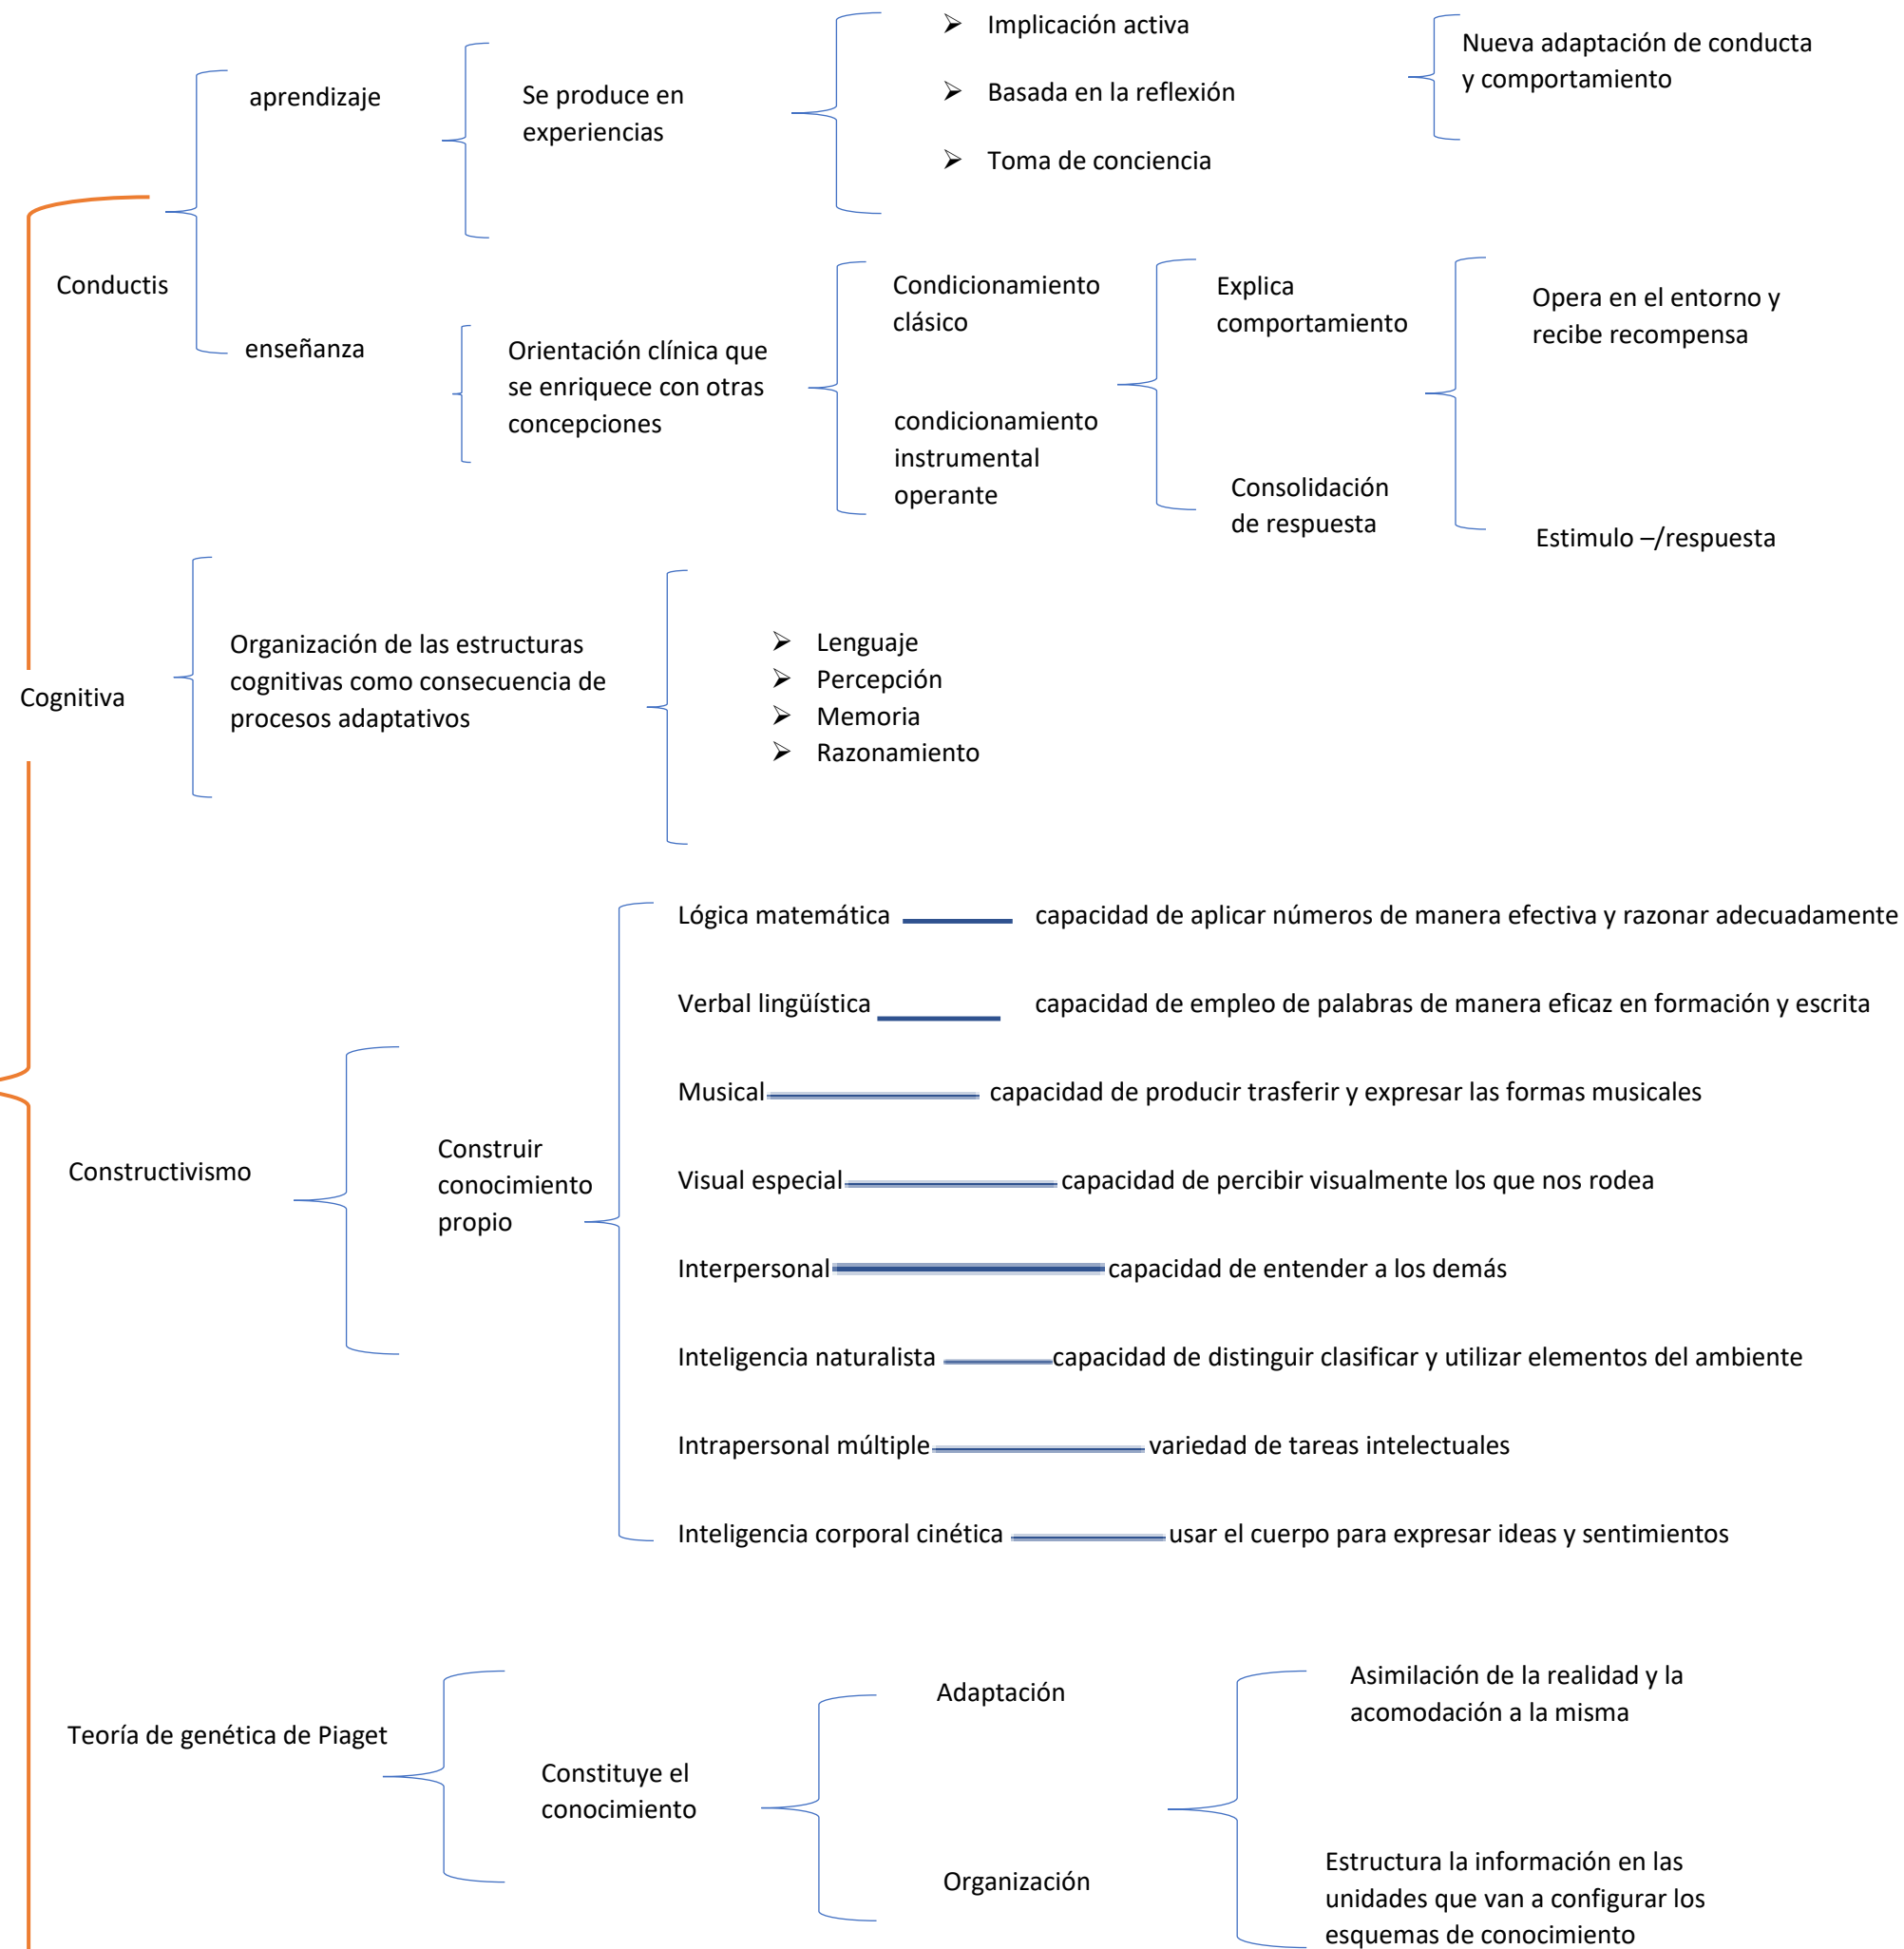 ➢ Implicación activa
➢ Basada en la reflexión
➢ Toma de conciencia
Nueva adaptación de conducta
y comportamiento
aprendizaje
Se produce en
experiencias
Conductis
enseñanza
Orientación clínica que
se enriquece con otras
concepciones
Condicionamiento
clásico
condicionamiento
instrumental
operante
Explica
comportamiento
Consolidación
de respuesta
Opera en el entorno y
recibe recompensa
Estimulo –/respuesta
Cognitiva
Organización de las estructuras
cognitivas como consecuencia de
procesos adaptativos
➢ Lenguaje
➢ Percepción
➢ Memoria
➢ Razonamiento
Constructivismo
Construir
conocimiento
propio
Lógica matemática capacidad de aplicar números de manera efectiva y razonar adecuadamente
Verbal lingüística capacidad de empleo de palabras de manera eficaz en formación y escrita
Musical capacidad de producir trasferir y expresar las formas musicales
Visual especial capacidad de percibir visualmente los que nos rodea
Interpersonal capacidad de entender a los demás
Inteligencia naturalista capacidad de distinguir clasificar y utilizar elementos del ambiente
Intrapersonal múltiple variedad de tareas intelectuales
Inteligencia corporal cinética usar el cuerpo para expresar ideas y sentimientos
Teoría de genética de Piaget
Constituye el
conocimiento
Adaptación
Organización
Asimilación de la realidad y la
acomodación a la misma
Estructura la información en las
unidades que van a configurar los
esquemas de conocimiento